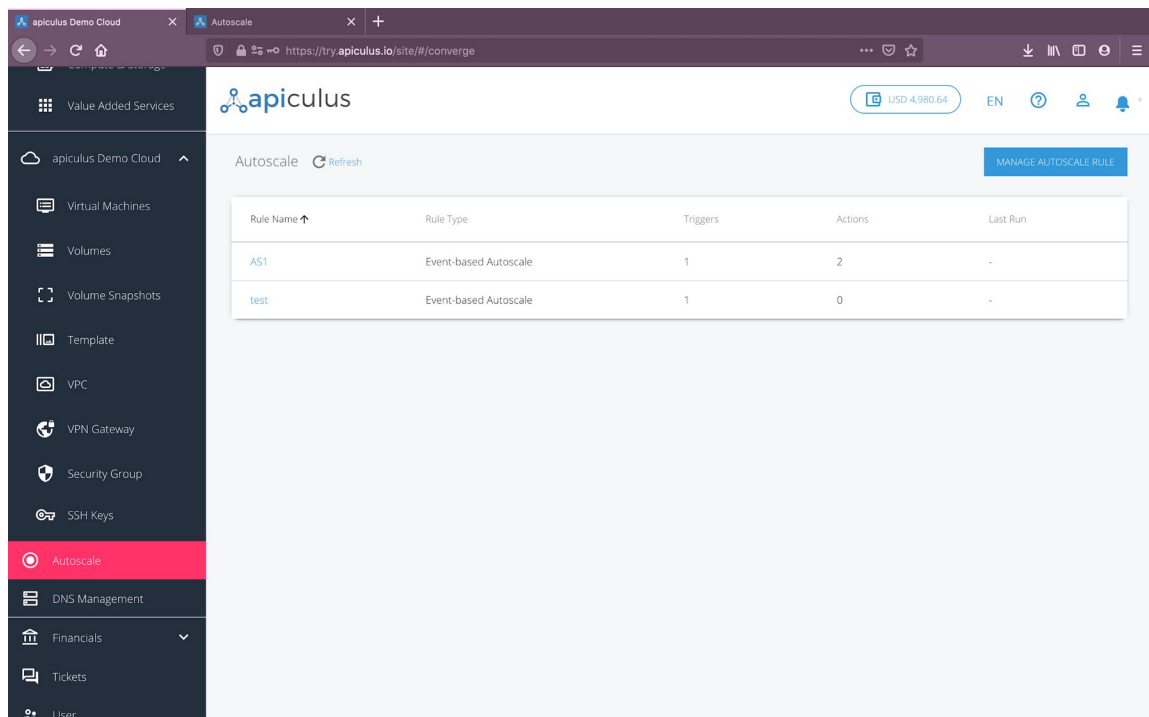 apiculus Demo Cloud
Autoscale
https://try.apiculus.io/site/#/converge
Compute & Storage
Value Added Services
apiculus Demo Cloud
Virtual Machines
Volumes
Volume Snapshots
Template
VPC
VPN Gateway
Security Group
SSH Keys
Autoscale
DNS Management
Financials
Tickets
User
apiculus
USD 4,980.64
EN
Autoscale Refresh
MANAGE AUTOSCALE RULE
Rule Name Rule Type Triggers Actions Last Run
AS1 Event-based Autoscale 1 2 -
test Event-based Autoscale 1 0 -